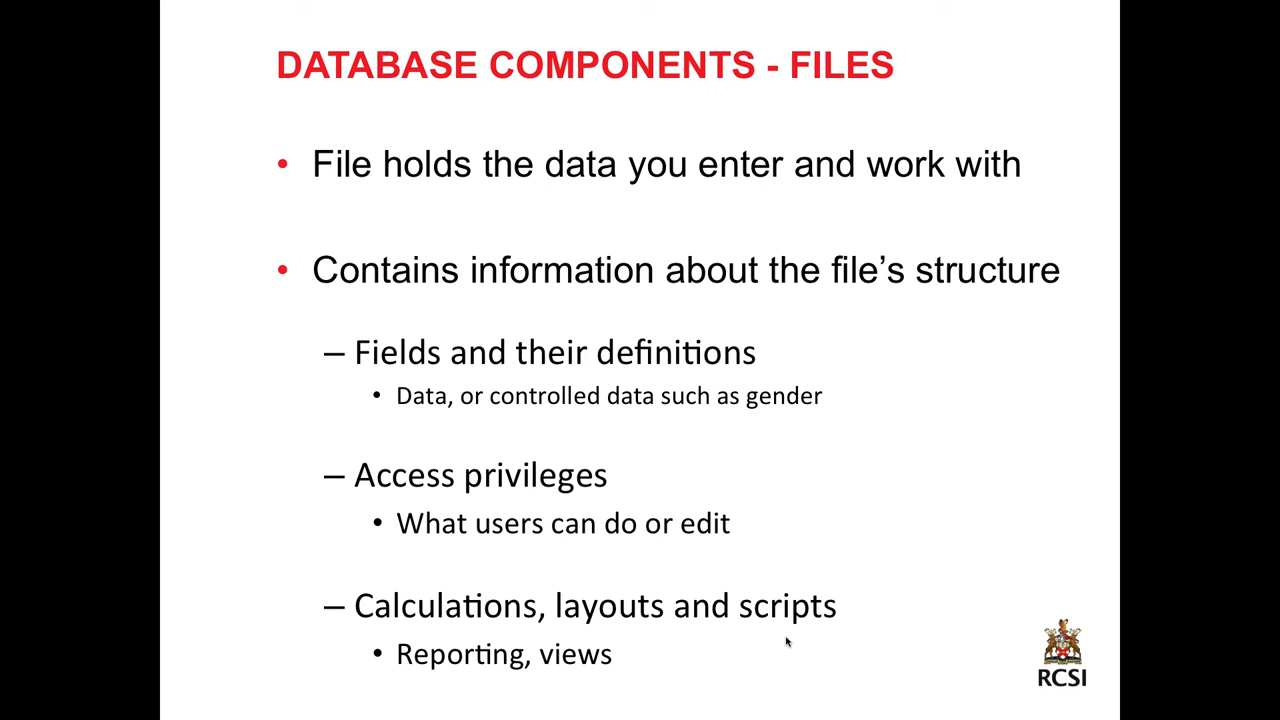 DATABASE COMPONENTS - FILES
• File holds the data you enter and work with
• Contains information about the file’s structure
– Fields and their definitions
• Data, or controlled data such as gender
– Access privileges
• What users can do or edit
– Calculations, layouts and scripts
• Reporting, views
RCSI